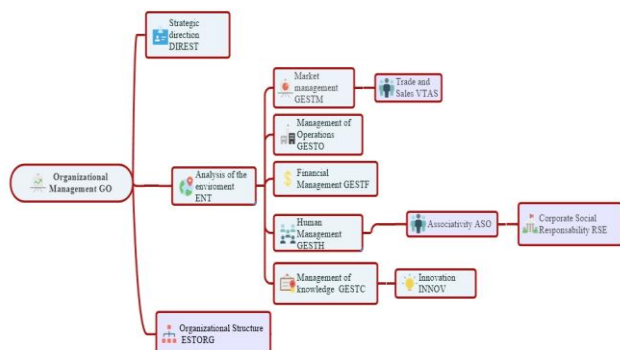 Strategic
direction
DIREST
Market
management
GESTM
Trade and
Sales VTAS
Management of
Operations
GESTO
Organizational
Management GO
Analysis of the
enviroment
ENT
Financial
Management GESTF
Human
Management
GESTH
Associativity ASO
Corporate Social
Responsability RSE
Management of
knowledge GESTC
Innovation
INNOV
Organizational Structure
ESTORG